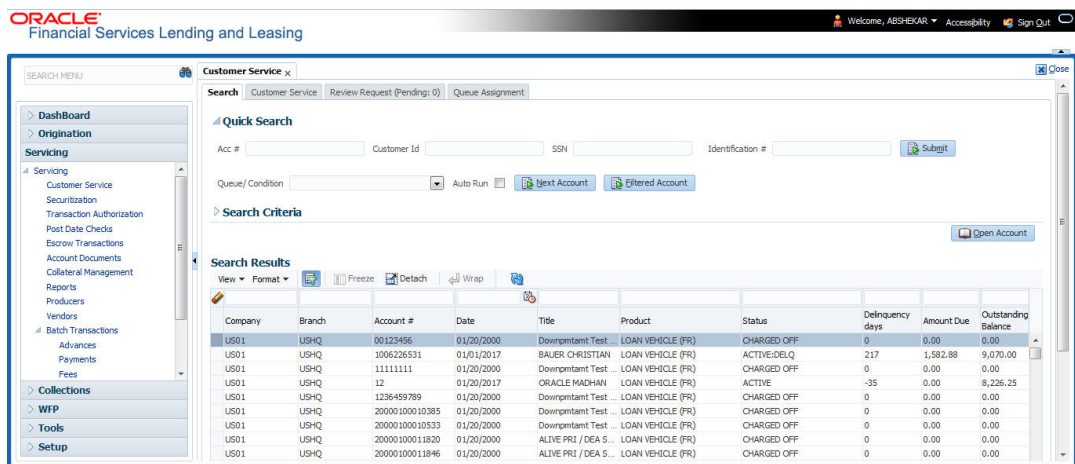 ORACLE®
Financial Services Lending and Leasing
Welcome, ABSHEKAR Accessibility Sign Out
Close
SEARCH MENU
DashBoard
Origination
Servicing
Servicing
Customer Service
Securitization
Transaction Authorization
Post Date Checks
Escrow Transactions
Account Documents
Collateral Management
Reports
Producers
Vendors
Batch Transactions
Advances
Payments
Fees
Collections
WFP
Tools
Setup
Customer Service x
Search Customer Service Review Request (Pending: 0) Queue Assignment
Quick Search
Acc # Customer Id SSN Identification # Submit
Queue/ Condition Auto Run Next Account Filtered Account
Search Criteria
Open Account
Search Results
View Format Freeze Detach Wrap
Company Branch Account # Date Title Product Status Delinquency days Amount Due Outstanding Balance
US01 USHQ 00123456 01/20/2000 Downpmtamt Test ... LOAN VEHICLE (FR) CHARGED OFF 0 0.00 0.00
US01 USHQ 1006226531 01/01/2017 BAUER CHRISTIAN LOAN VEHICLE (FR) ACTIVE:DELQ 217 1,582.88 9,070.00
US01 USHQ 11111111 01/20/2000 Downpmtamt Test ... LOAN VEHICLE (FR) CHARGED OFF 0 0.00 0.00
US01 USHQ 12 01/20/2017 ORACLE MADHAN LOAN VEHICLE (FR) ACTIVE -35 0.00 8,226.25
US01 USHQ 1236459789 01/20/2000 Downpmtamt Test ... LOAN VEHICLE (FR) CHARGED OFF 0 0.00 0.00
US01 USHQ 20000100010385 01/20/2000 Downpmtamt Test ... LOAN VEHICLE (FR) CHARGED OFF 0 0.00 0.00
US01 USHQ 20000100010533 01/20/2000 Downpmtamt Test ... LOAN VEHICLE (FR) CHARGED OFF 0 0.00 0.00
US01 USHQ 20000100011820 01/20/2000 ALIVE PRI / DEA S... LOAN VEHICLE (FR) CHARGED OFF 0 0.00 0.00
US01 USHQ 20000100011846 01/20/2000 ALIVE PRI / DEA S... LOAN VEHICLE (FR) CHARGED OFF 0 0.00 0.00